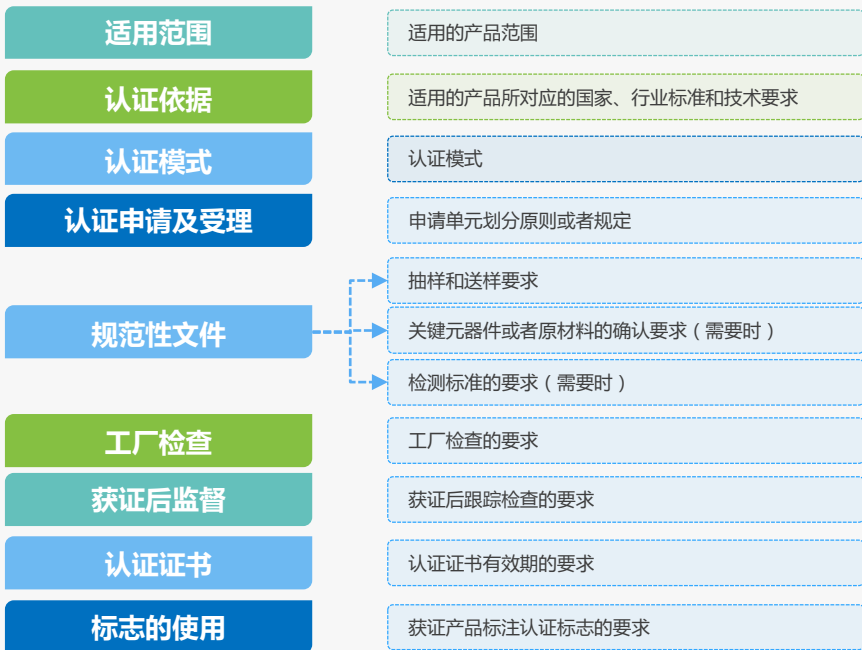 适用范围
适用的产品范围
认证依据
适用的产品所对应的国家、行业标准和技术要求
认证模式
认证模式
认证申请及受理
申请单元划分原则或者规定
抽样和送样要求
规范性文件
关键元器件或者原材料的确认要求（需要时）
检测标准的要求（需要时）
工厂检查
工厂检查的要求
获证后监督
获证后跟踪检查的要求
认证证书
认证证书有效期的要求
标志的使用
获证产品标注认证标志的要求